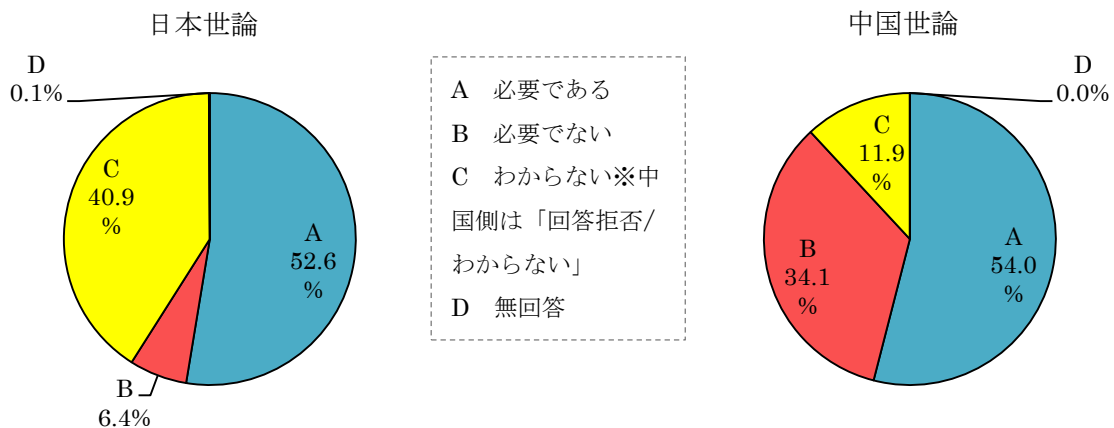 日本世論
D
0.1%
C
40.9
%
A
52.6
%
B
6.4%
A 必要である
B 必要でない
C わからない※中
国側は「回答拒否/
わからない」
D 無回答
中国世論
D
0.0%
C
11.9
%
B
34.1
%
A
54.0
%